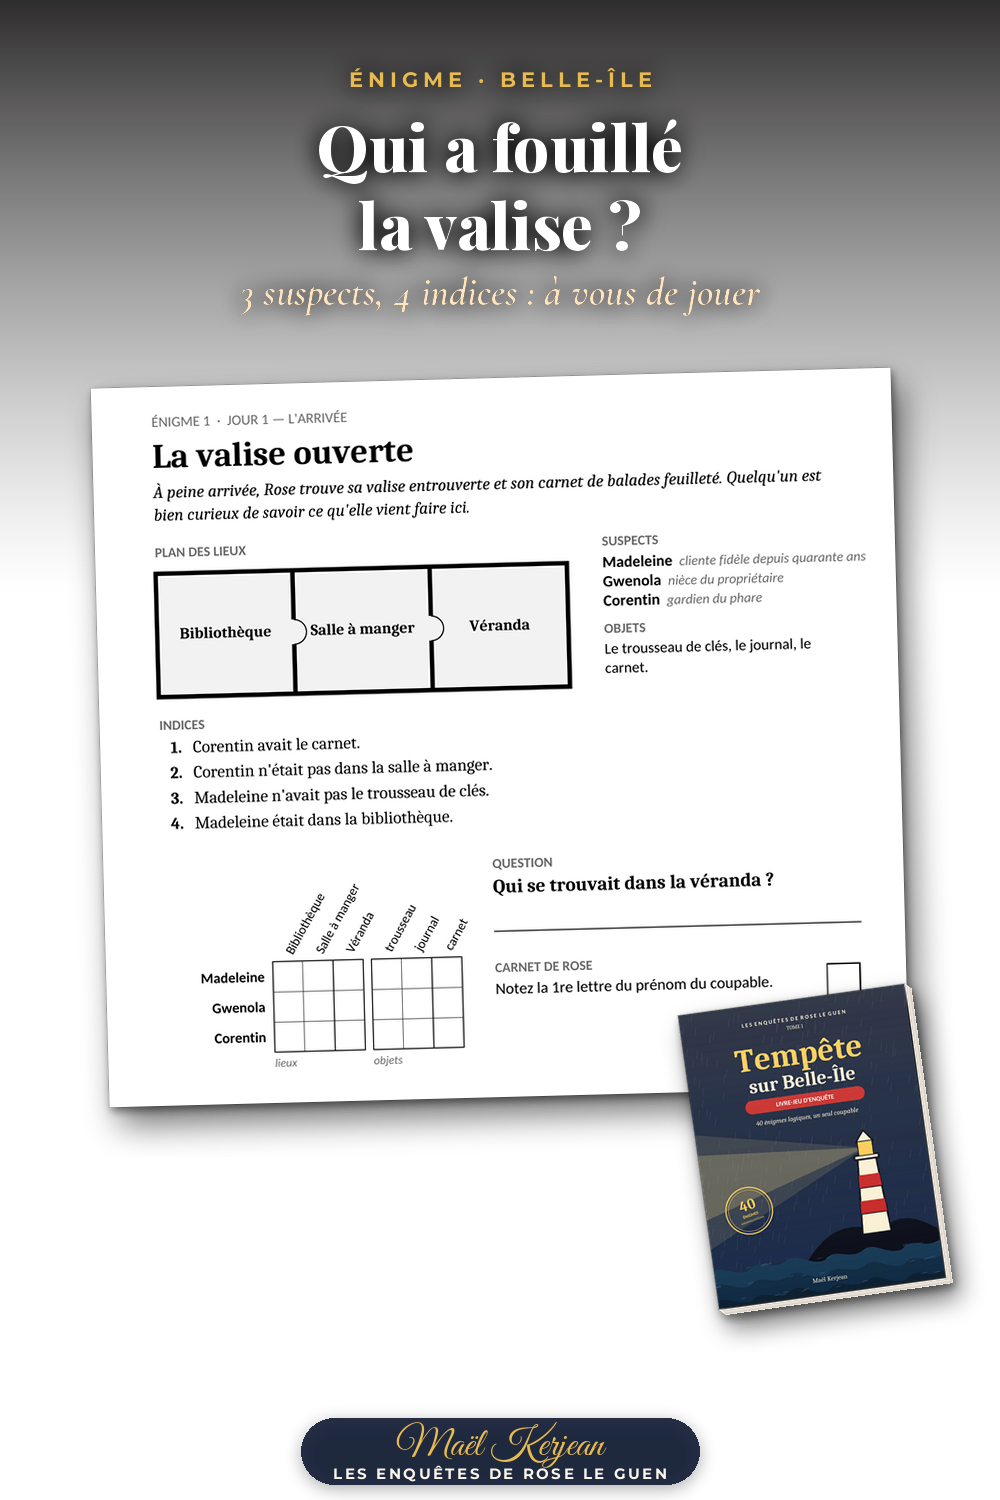 ÉNIGME · BELLE-ÎLE
Qui a fouillé
la valise ?
3 suspects, 4 indices : à vous de jouer
ÉNIGME 1 · JOUR 1 — L'ARRIVÉE
La valise ouverte
À peine arrivée, Rose trouve sa valise entrouverte et son carnet de balades feuilleté. Quelqu'un est
bien curieux de savoir ce qu'elle vient faire ici.
PLAN DES LIEUX
Bibliothèque
Salle à manger
Véranda
SUSPECTS
Madeleine cliente fidèle depuis quarante ans
Gwenola nièce du propriétaire
Corentin gardien du phare
OBJETS
Le trousseau de clés, le journal, le
carnet.
INDICES
1. Corentin avait le carnet.
2. Corentin n'était pas dans la salle à manger.
3. Madeleine n'avait pas le trousseau de clés.
4. Madeleine était dans la bibliothèque.
Bibliothèque
Salle à manger
Véranda
trousseau
journal
carnet
Madeleine
Gwenola
Corentin
lieux
objets
QUESTION
Qui se trouvait dans la véranda ?
CARNET DE ROSE
Notez la 1re lettre du prénom du coupable.
LES ENQUÊTES DE ROSE LE GUEN
TOME 1
Tempête
sur Belle-Île
LIVRE-JEU D'ENQUÊTE
40 énigmes logiques, un seul coupable
40
Maël Kerjean
Maël Kerjean
LES ENQUÊTES DE ROSE LE GUEN